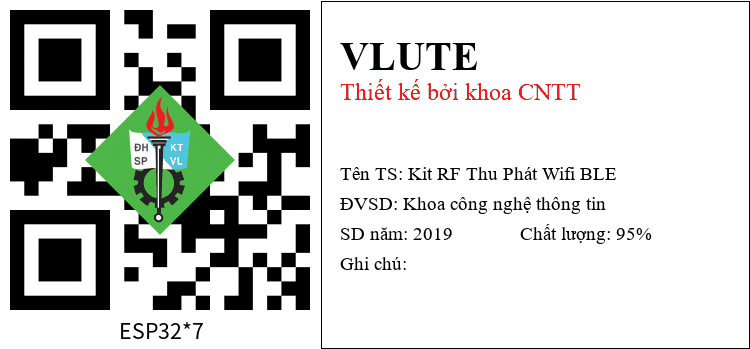 ĐH KT
SP VL
ESP32*7
VLUTE
Thiết kế bởi khoa CNTT
Tên TS: Kit RF Thu Phát Wifi BLE
ĐVSD: Khoa công nghệ thông tin
SD năm: 2019 Chất lượng: 95%
Ghi chú: